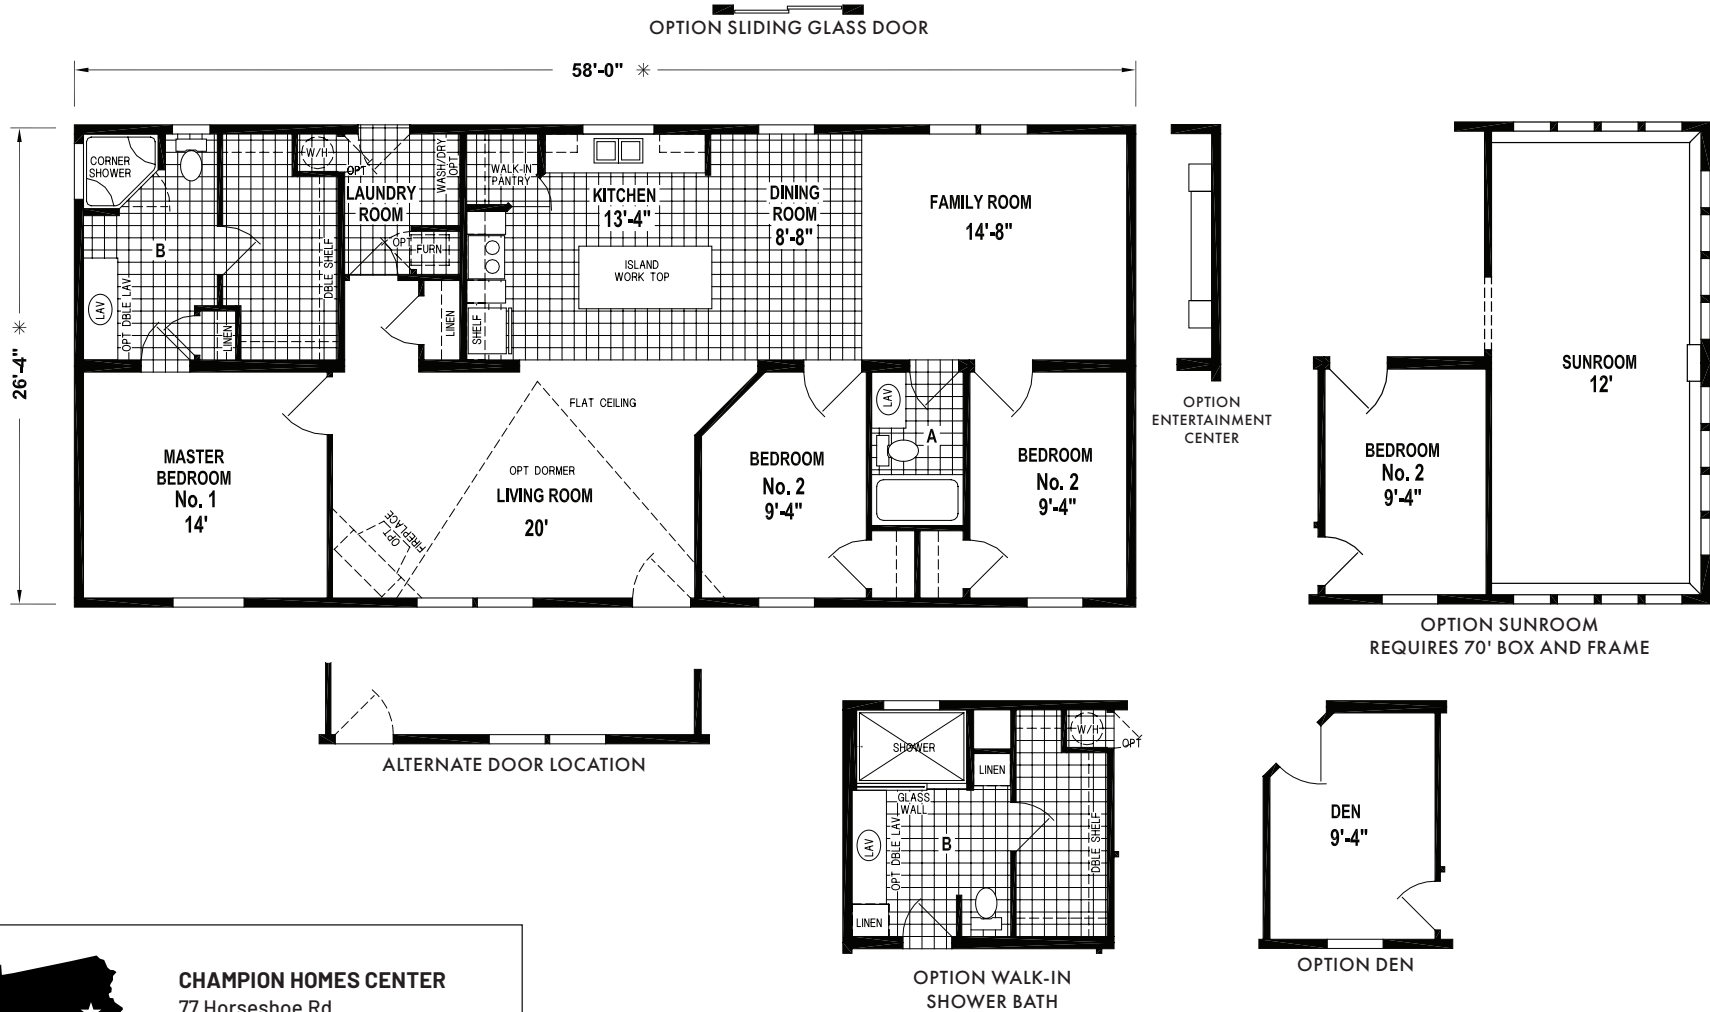 OPTION SLIDING GLASS DOOR
58'-0" ✳
26'-4" ✳
CORNER
SHOWER
B
LAV
OPT DBLE LAV
LINEN
DBLE SHELF
W/H
OPT
LAUNDRY
ROOM
WASH/DRY
OPT
OPT
FURN
LINEN
WALK-IN
PANTRY
SHELF
KITCHEN
13'-4"
ISLAND
WORK TOP
DINING
ROOM
8'-8"
FAMILY ROOM
14'-8"
MASTER
BEDROOM
No. 1
14'
FLAT CEILING
OPT DORMER
LIVING ROOM
20'
OPT
FIREPLACE
BEDROOM
No. 2
9'-4"
LAV
A
BEDROOM
No. 2
9'-4"
OPTION
ENTERTAINMENT
CENTER
BEDROOM
No. 2
9'-4"
SUNROOM
12'
OPTION SUNROOM
REQUIRES 70' BOX AND FRAME
ALTERNATE DOOR LOCATION
SHOWER
GLASS
WALL
LINEN
W/H
OPT
LAV
OPT DBLE LAV
B
DBLE SHELF
LINEN
OPTION WALK-IN
SHOWER BATH
DEN
9'-4"
OPTION DEN
CHAMPION HOMES CENTER
77 Horseshoe Rd